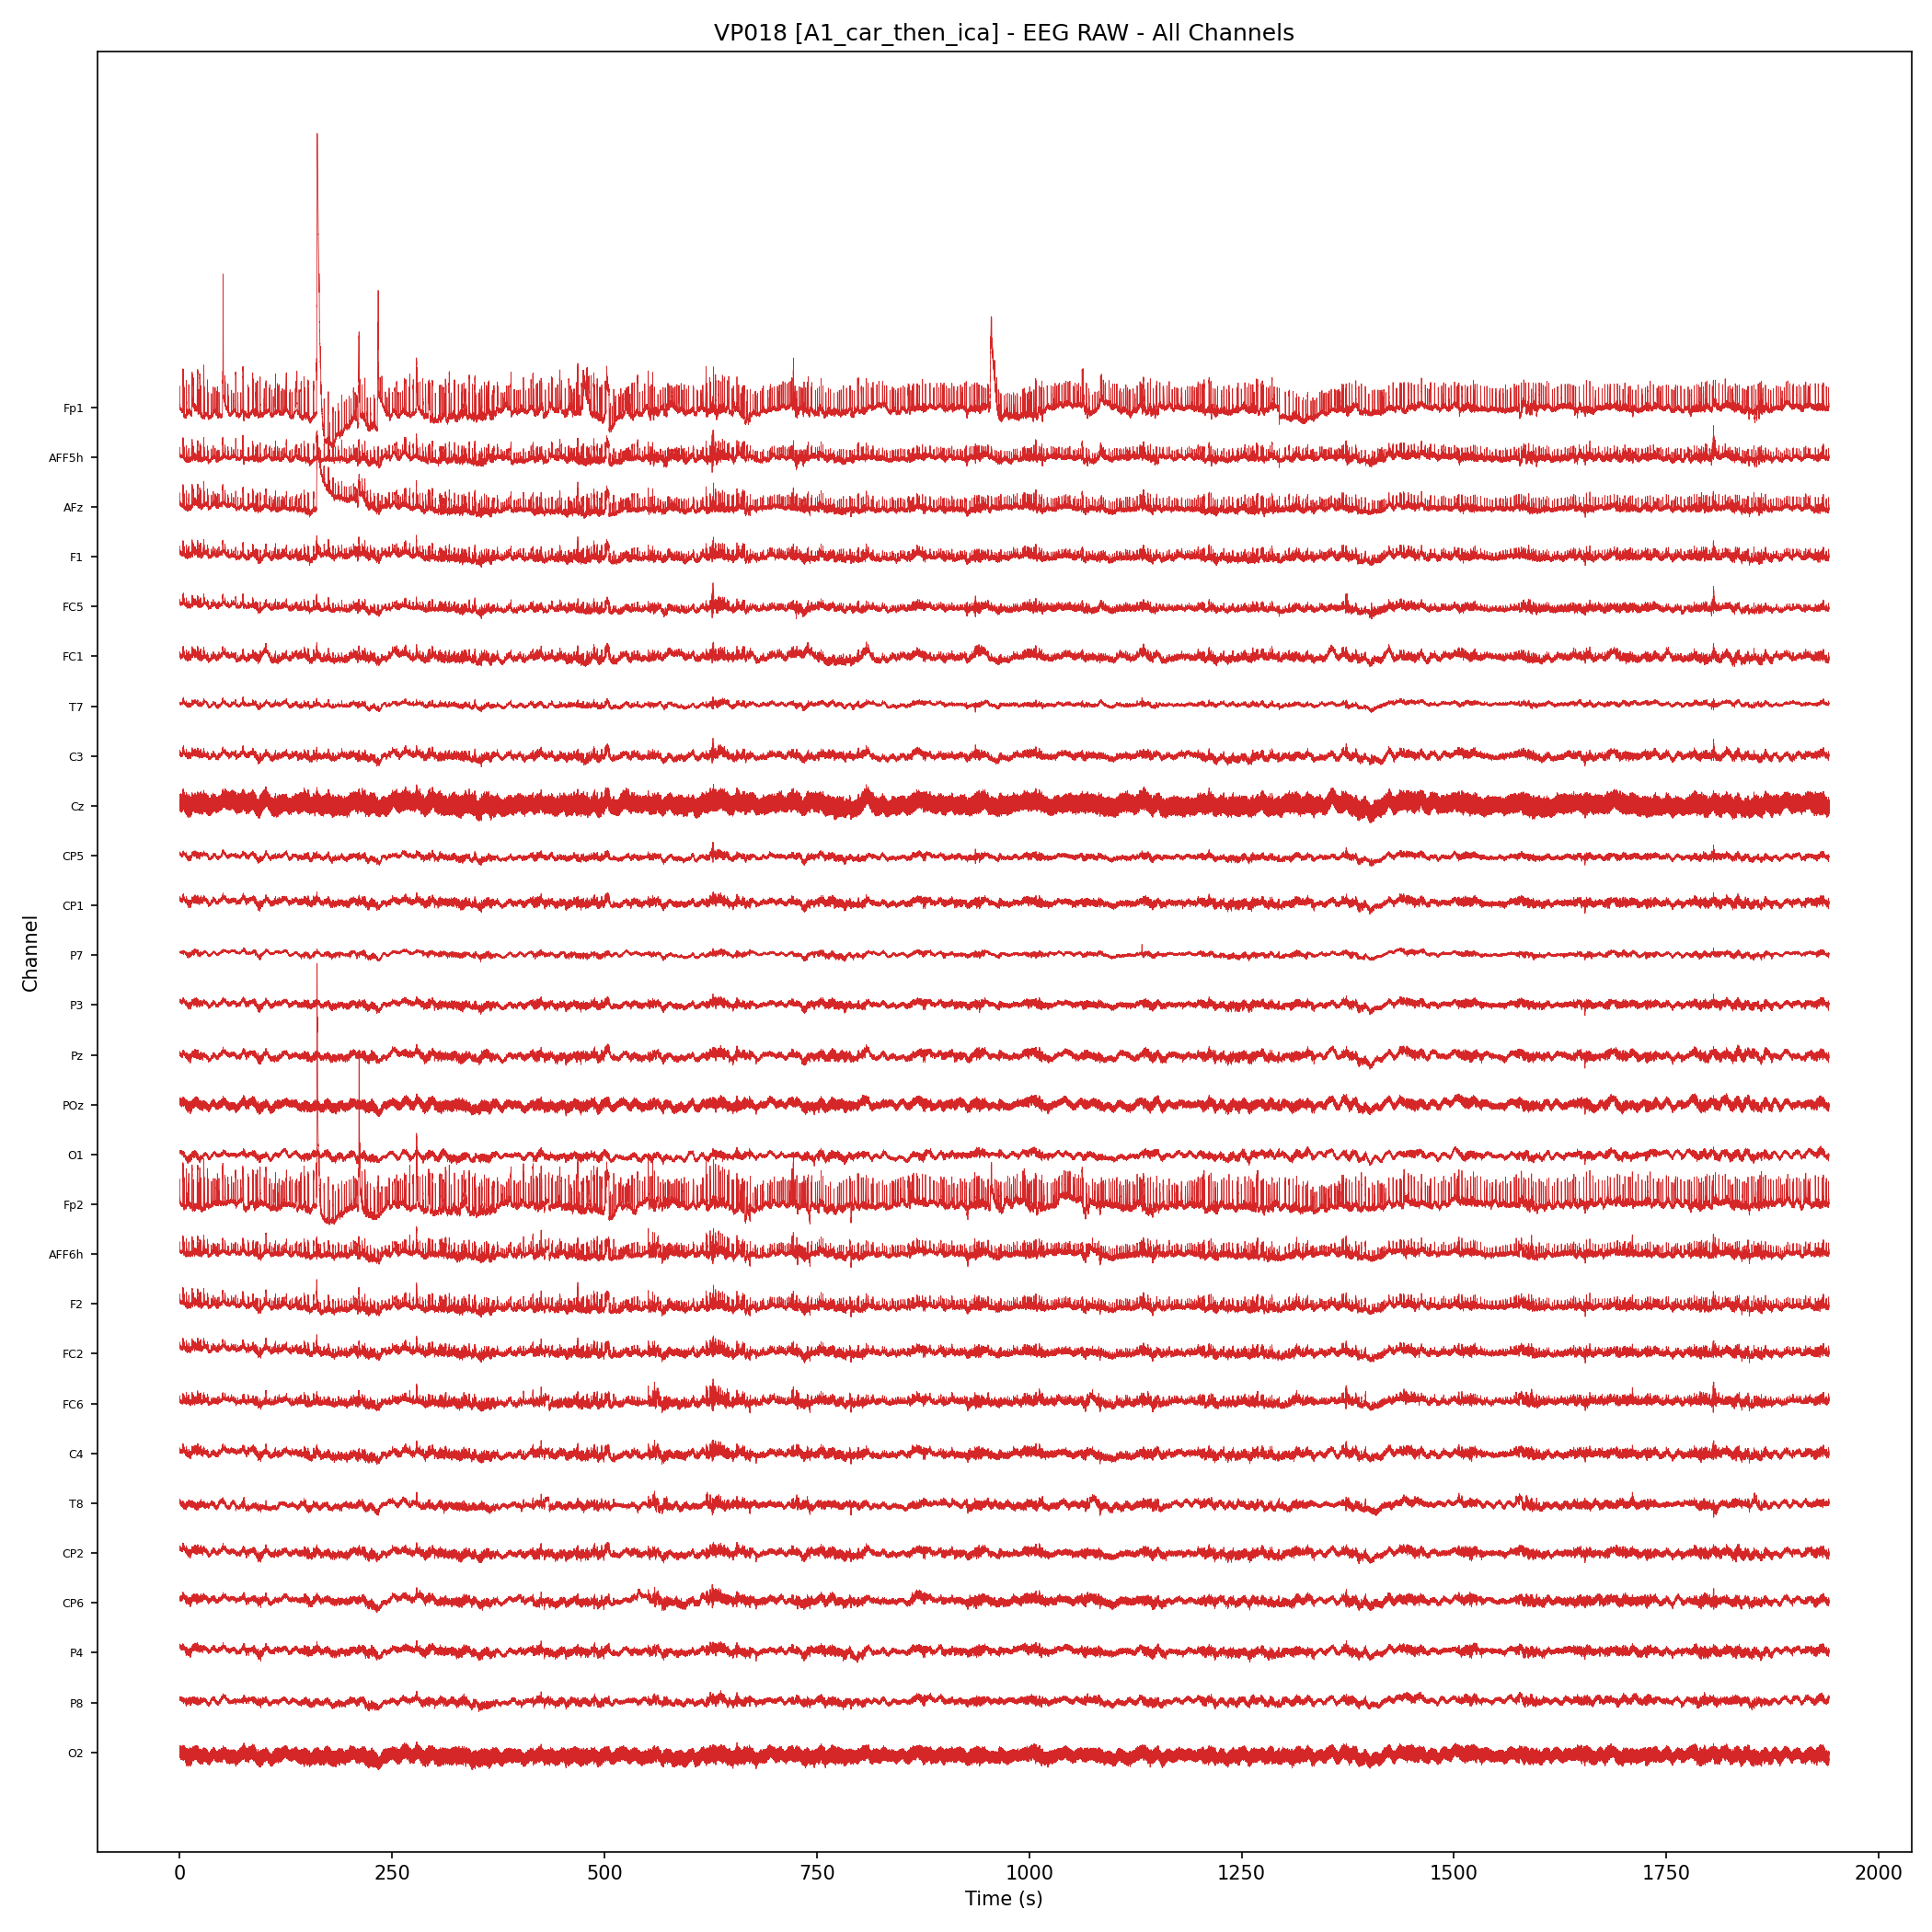 VP018 [A1_car_then_ica] - EEG RAW - All Channels
Channel
Fp1
AFF5h
AFz
F1
FC5
FC1
T7
C3
Cz
CP5
CP1
P7
P3
Pz
POz
O1
Fp2
AFF6h
F2
FC2
FC6
C4
T8
CP2
CP6
P4
P8
O2
0 250 500 750 1000 1250 1500 1750 2000
Time (s)